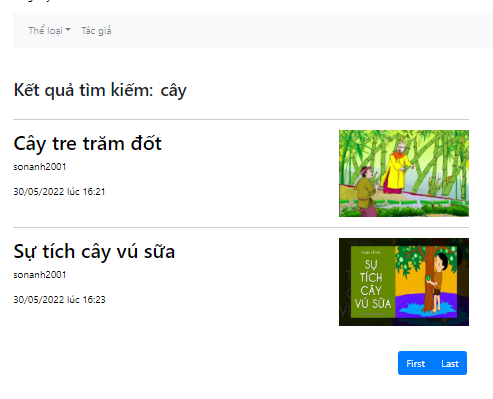 Thể loại Tác giả
Kết quả tìm kiếm: cây
Cây tre trăm đốt
sonanh2001
30/05/2022 lúc 16:21
Sự tích cây vú sữa
sonanh2001
30/05/2022 lúc 16:23
SỰ
TÍCH
CÂY
VÚ SỮA
First Last